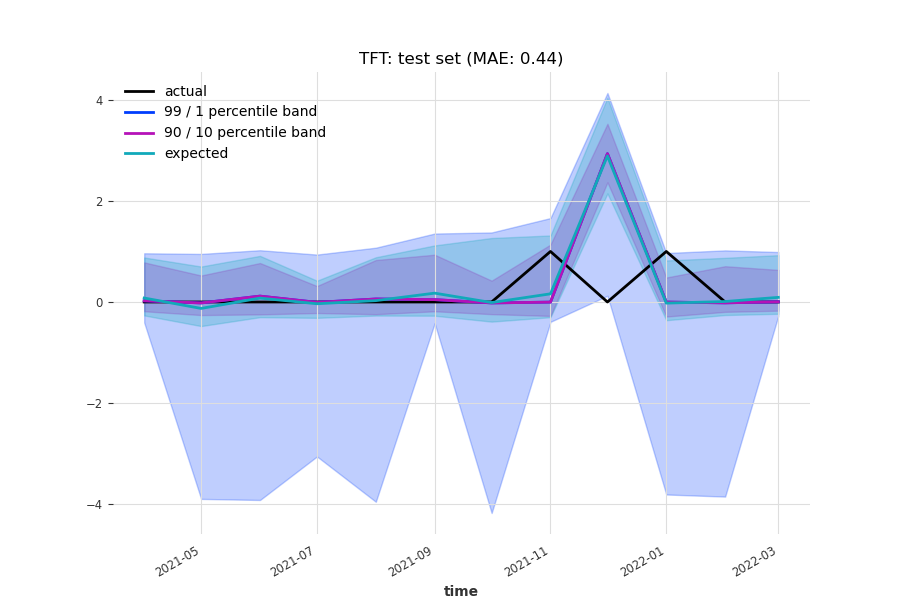 TFT: test set (MAE: 0.44)
actual
99 / 1 percentile band
90 / 10 percentile band
expected
4
2
0
−2
−4
2021-05
2021-07
2021-09
2021-11
2022-01
2022-03
time